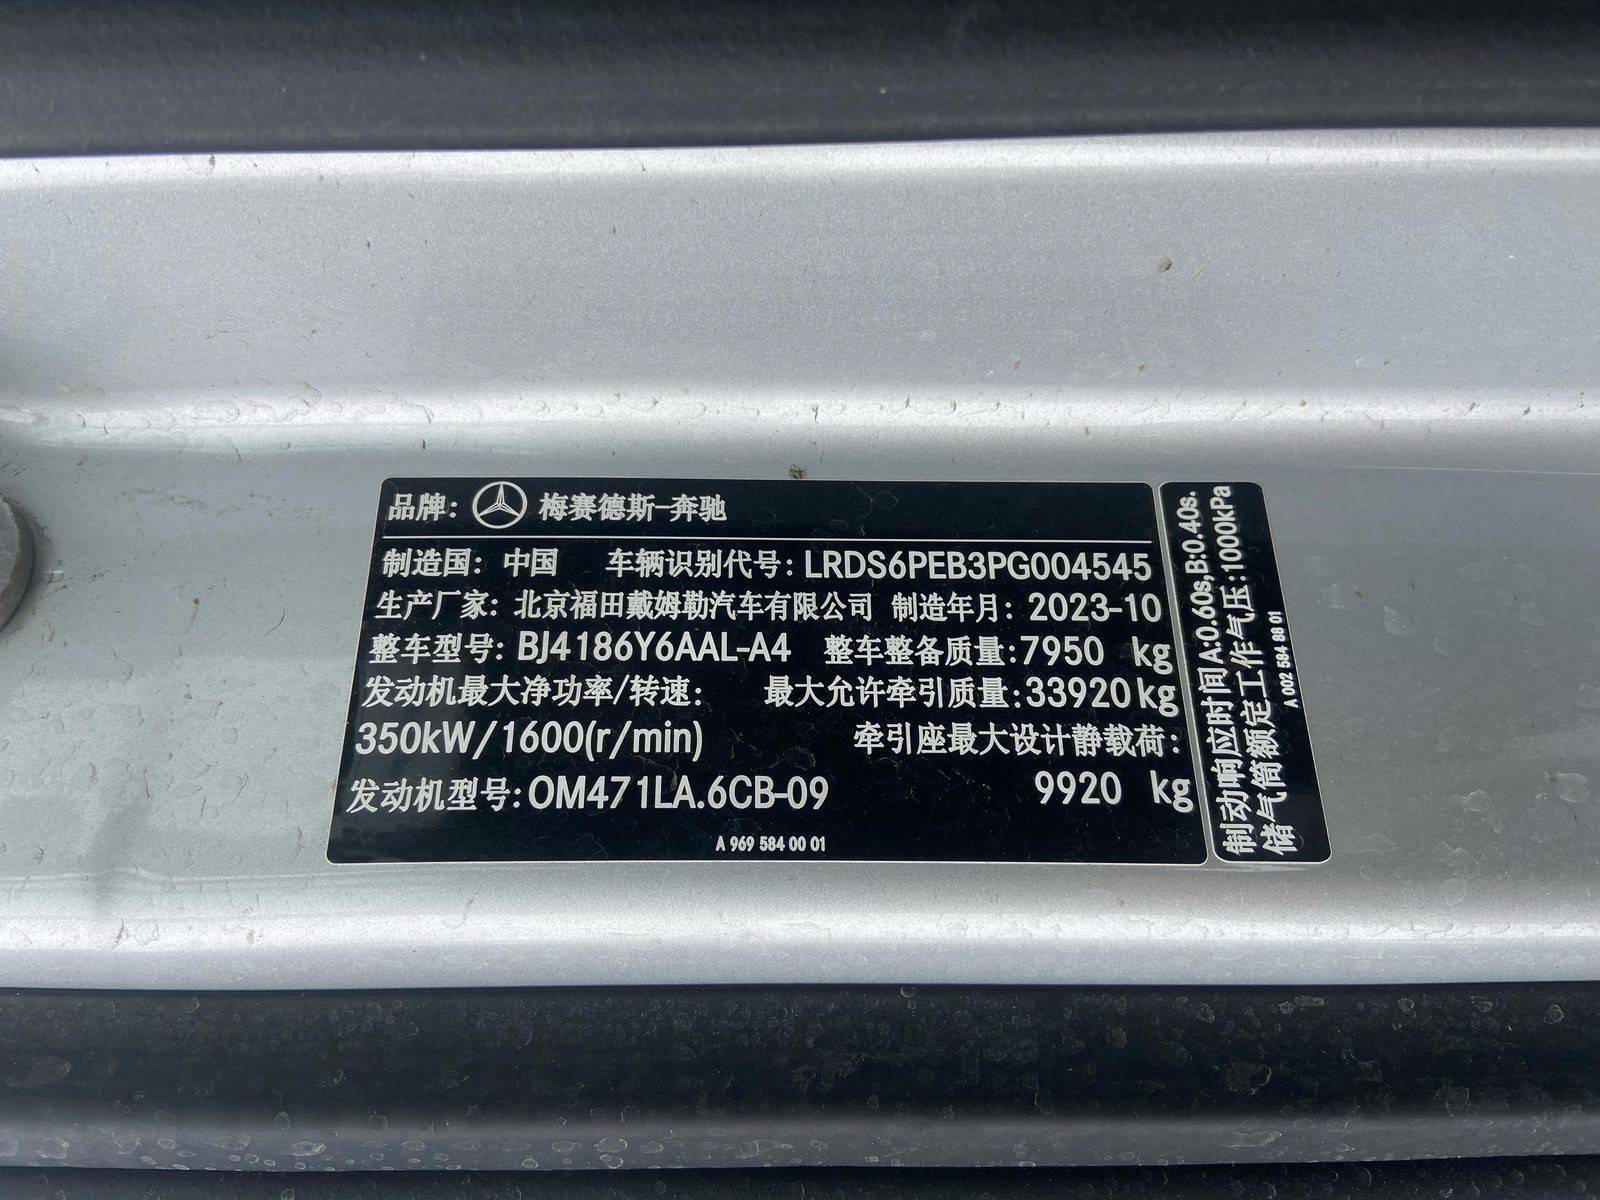 品牌: 梅赛德斯-奔驰
制造国: 中国 车辆识别代号: LRDS6PEB3PG004545
生产厂家: 北京福田戴姆勒汽车有限公司 制造年月: 2023-10
整车型号: BJ4186Y6AAL-A4 整车整备质量:7950 kg
发动机最大净功率/转速: 最大允许牵引质量:33920 kg
350kW/1600(r/min) 牵引座最大设计静载荷:
发动机型号:OM471LA.6CB-09 9920 kg
A 969 584 00 01
制动响应时间A:0.60s,B:0.40s.
储气筒额定工作气压:1000kPa
A 002 584 88 01